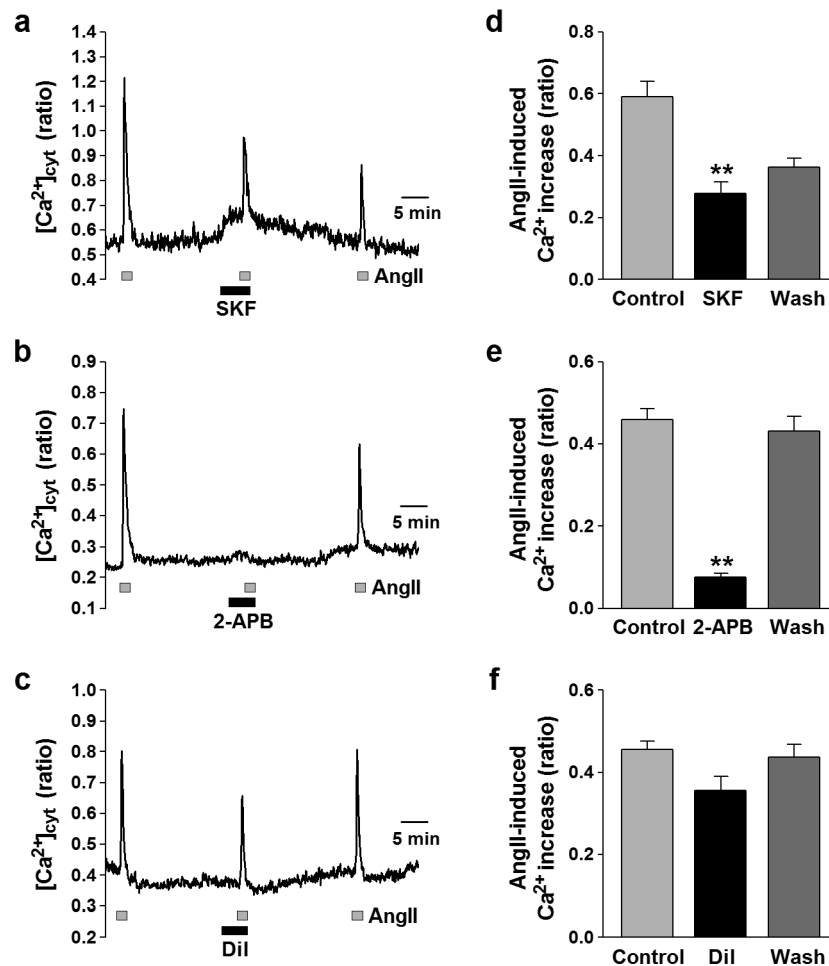 a
[Ca²⁺]cyt (ratio)
1.4
1.3
1.2
1.1
1.0
0.9
0.8
0.7
0.6
0.5
0.4
5 min
AngII
SKF
d
AngII-induced
Ca²⁺ increase (ratio)
0.8
0.6
0.4
0.2
0.0
**
Control SKF Wash
b
[Ca²⁺]cyt (ratio)
0.9
0.8
0.7
0.6
0.5
0.4
0.3
0.2
0.1
5 min
AngII
2-APB
e
AngII-induced
Ca²⁺ increase (ratio)
0.6
0.4
0.2
0.0
**
Control 2-APB Wash
c
[Ca²⁺]cyt (ratio)
1.0
0.9
0.8
0.7
0.6
0.5
0.4
0.3
0.2
5 min
AngII
Dil
f
AngII-induced
Ca²⁺ increase (ratio)
0.6
0.4
0.2
0.0
Control Dil Wash